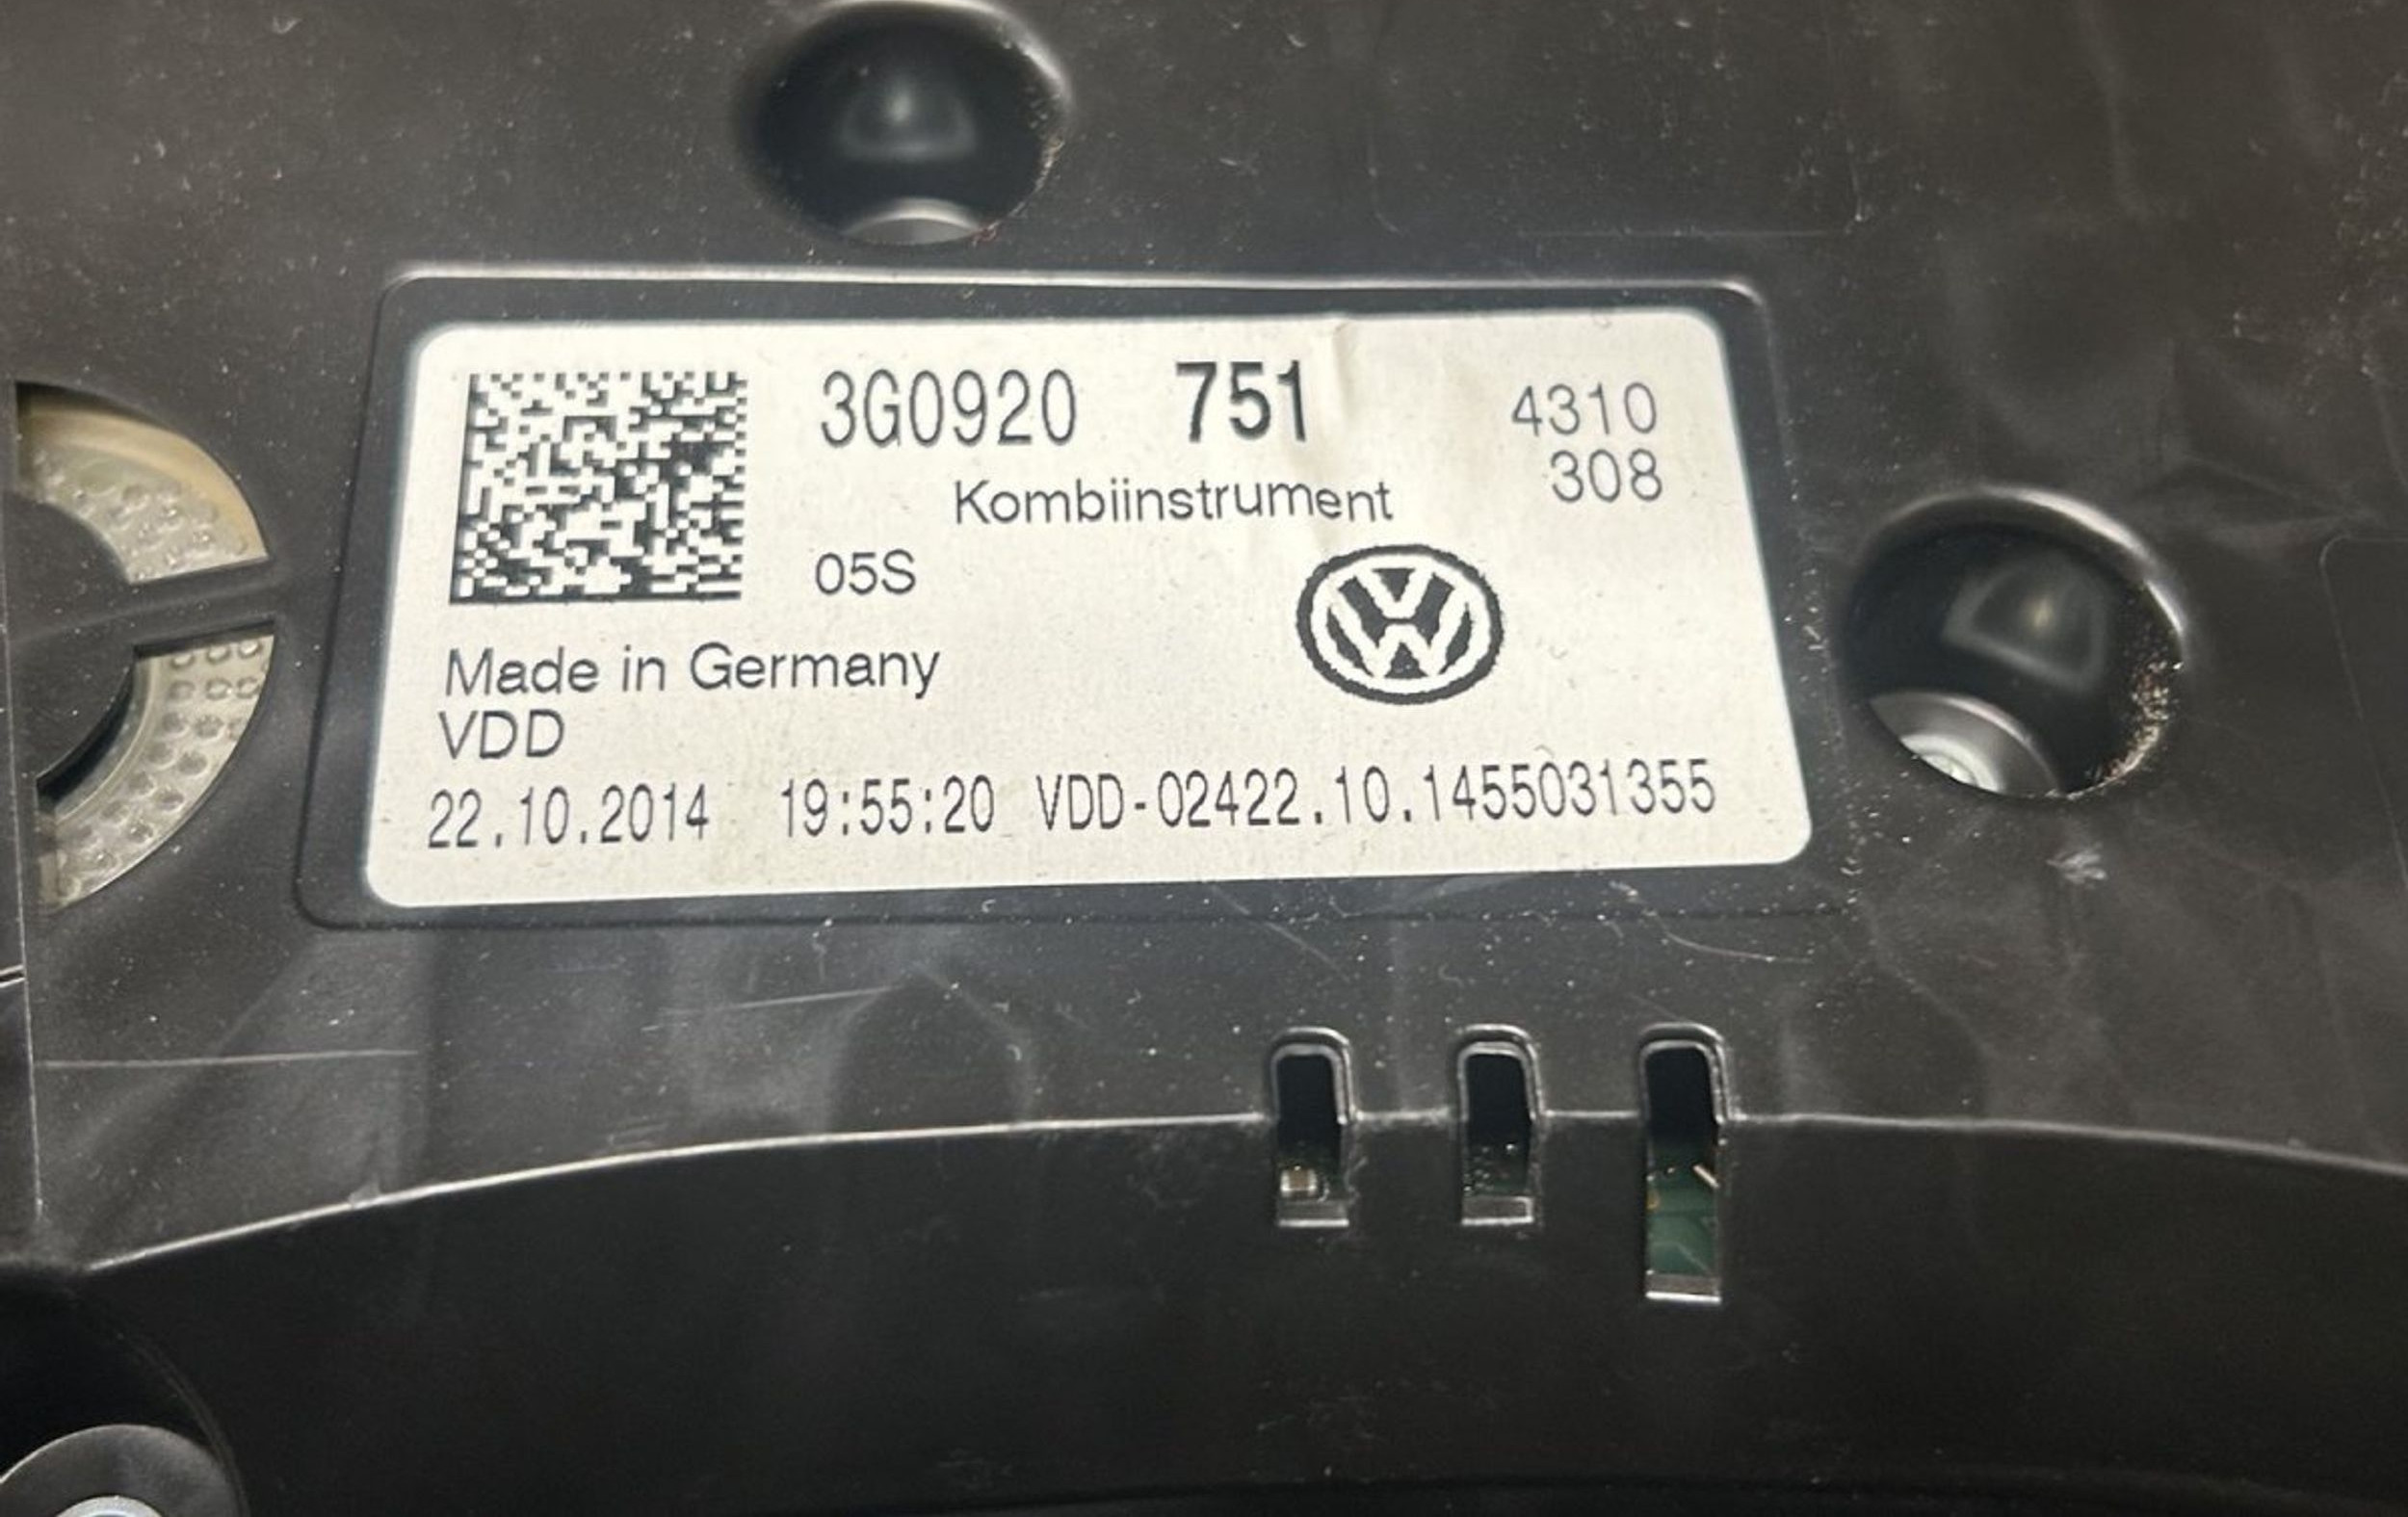 3G0920 751 4310
308
Kombiinstrument
05S
Made in Germany
VDD
22.10.2014 19:55:20 VDD-02422.10.1455031355